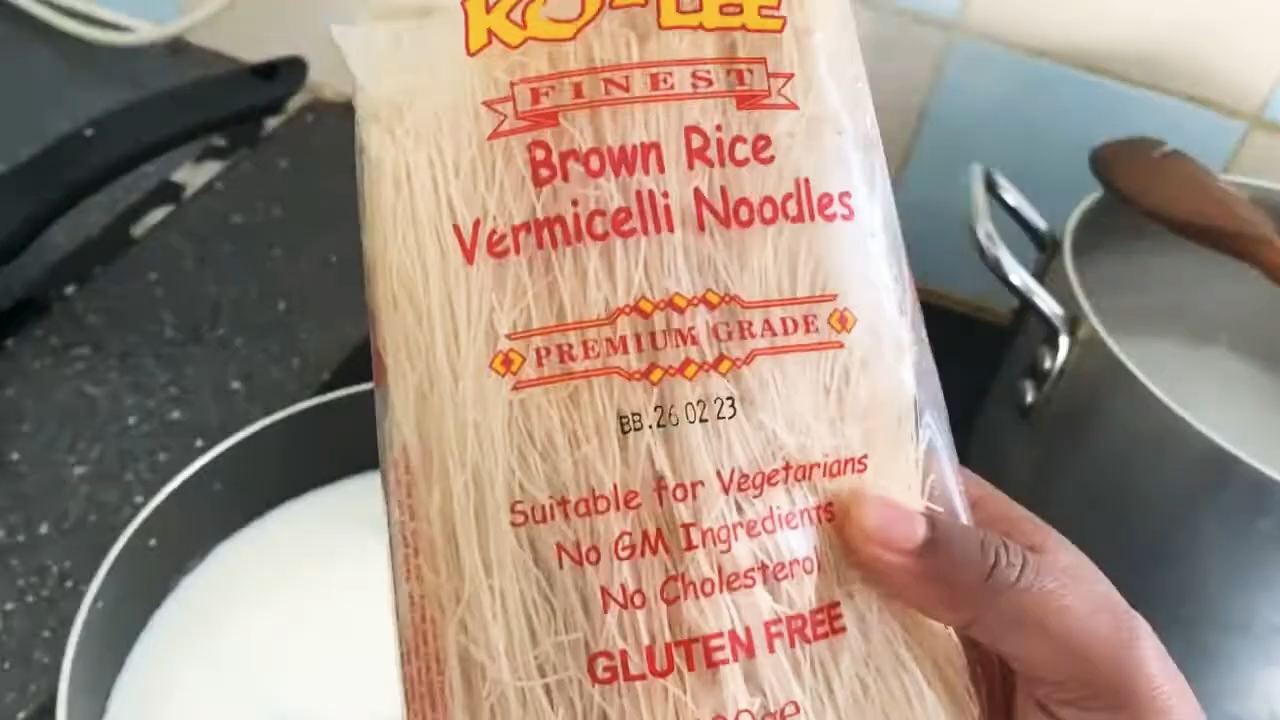 KOLEE
FINEST
Brown Rice
Vermicelli Noodles
PREMIUM GRADE
BB.26 02 23
Suitable for Vegetarians
No GM Ingredients
No Cholesterol
GLUTEN FREE